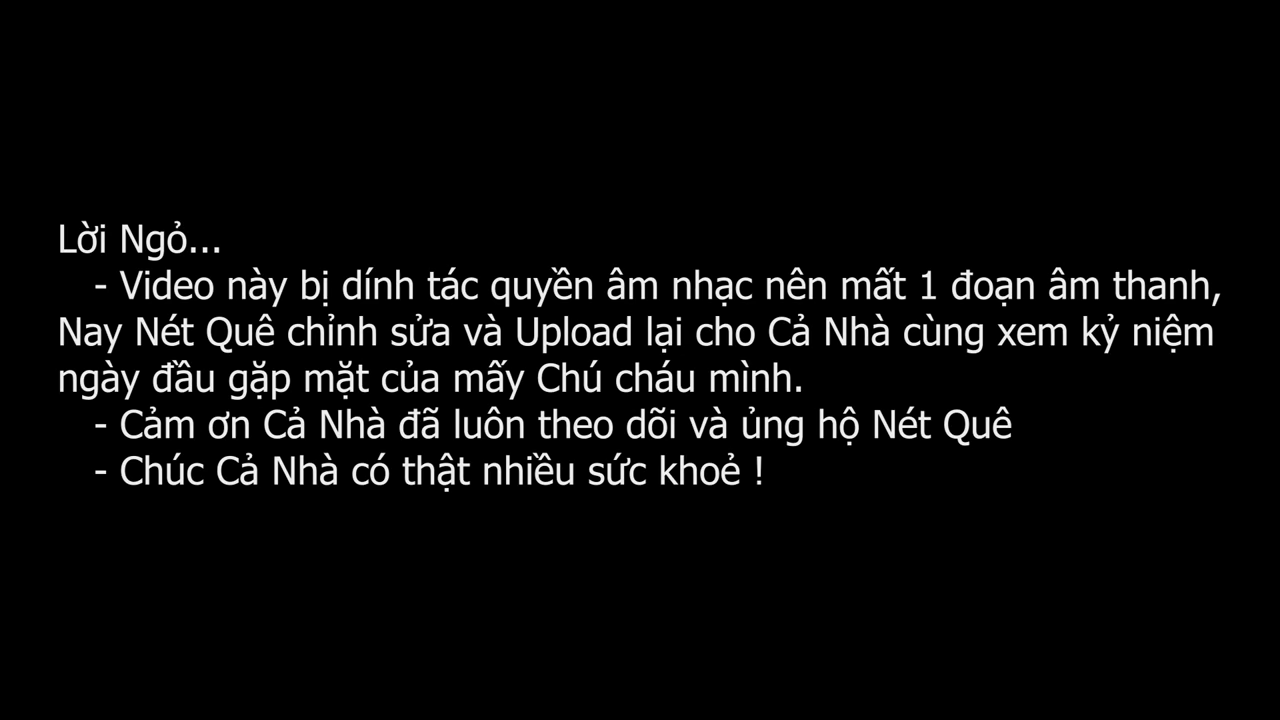 Lời Ngỏ...
- Video này bị dính tác quyền âm nhạc nên mất 1 đoạn âm thanh,
Nay Nét Quê chỉnh sửa và Upload lại cho Cả Nhà cùng xem kỷ niệm
ngày đầu gặp mặt của mấy Chú cháu mình.
- Cảm ơn Cả Nhà đã luôn theo dõi và ủng hộ Nét Quê
- Chúc Cả Nhà có thật nhiều sức khoẻ !